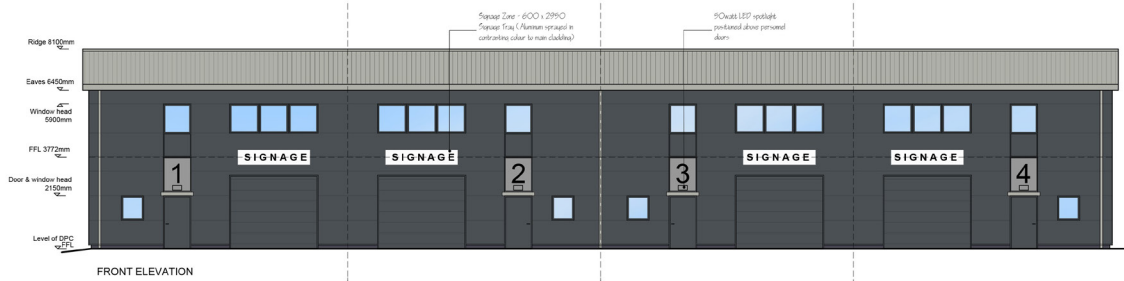 Signage Zone - 600 x 2950
Signage Tray ( Aluminum sprayed in
contrasting colour to main cladding)
50watt LED spotlight
positioned above personnel
doors
Ridge 8100mm
Eaves 6450mm
Window head
5900mm
FFL 3772mm
Door & window head
2150mm
Level of DPC
FFL
SIGNAGE
SIGNAGE
SIGNAGE
SIGNAGE
1
2
3
4
FRONT ELEVATION